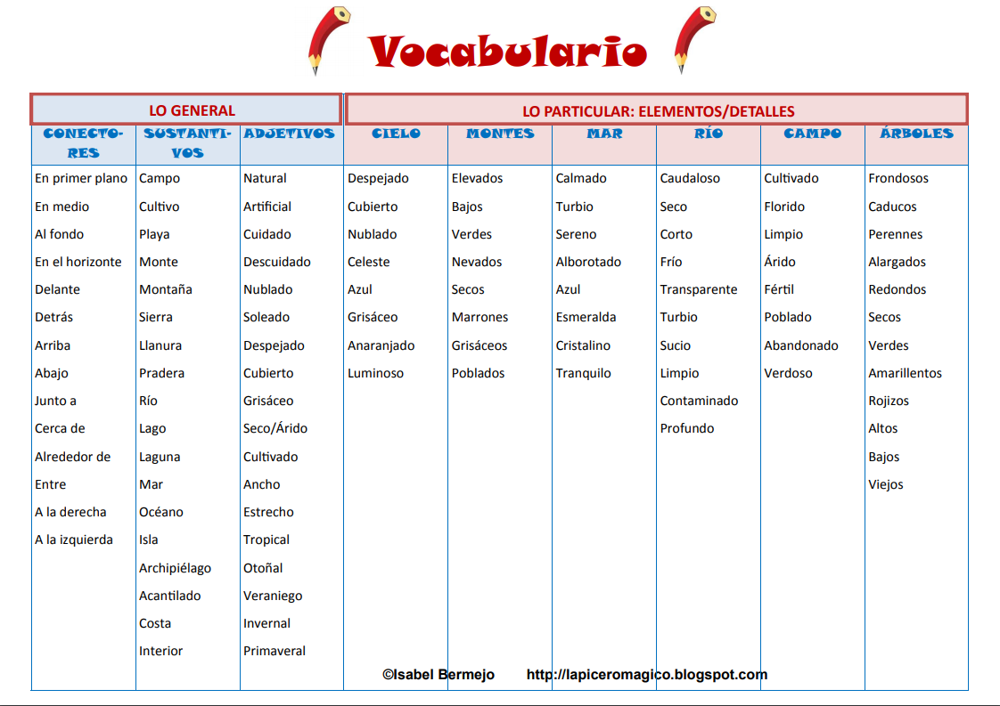 Vocabulario
LO GENERAL
LO PARTICULAR: ELEMENTOS/DETALLES
CONECTO-
RES
SUSTANTI-
VOS
ADJETIVOS
CIELO
MONTES
MAR
RÍO
CAMPO
ÁRBOLES
En primer plano
En medio
Al fondo
En el horizonte
Delante
Detrás
Arriba
Abajo
Junto a
Cerca de
Alrededor de
Entre
A la derecha
A la izquierda
Campo
Cultivo
Playa
Monte
Montaña
Sierra
Llanura
Pradera
Río
Lago
Laguna
Mar
Océano
Isla
Archipiélago
Acantilado
Costa
Interior
Natural
Artificial
Cuidado
Descuidado
Nublado
Soleado
Despejado
Cubierto
Grisáceo
Seco/Árido
Cultivado
Ancho
Estrecho
Tropical
Otoñal
Veraniego
Invernal
Primaveral
Despejado
Cubierto
Nublado
Celeste
Azul
Grisáceo
Anaranjado
Luminoso
Elevados
Bajos
Verdes
Nevados
Secos
Marrones
Grisáceos
Poblados
Calmado
Turbio
Sereno
Alborotado
Azul
Esmeralda
Cristalino
Tranquilo
Caudaloso
Seco
Corto
Frío
Transparente
Turbio
Sucio
Limpio
Contaminado
Profundo
Cultivado
Florido
Limpio
Árido
Fértil
Poblado
Abandonado
Verdoso
Frondosos
Caducos
Perennes
Alargados
Redondos
Secos
Verdes
Amarillentos
Rojizos
Altos
Bajos
Viejos
©Isabel Bermejo http://lapiceromagico.blogspot.com